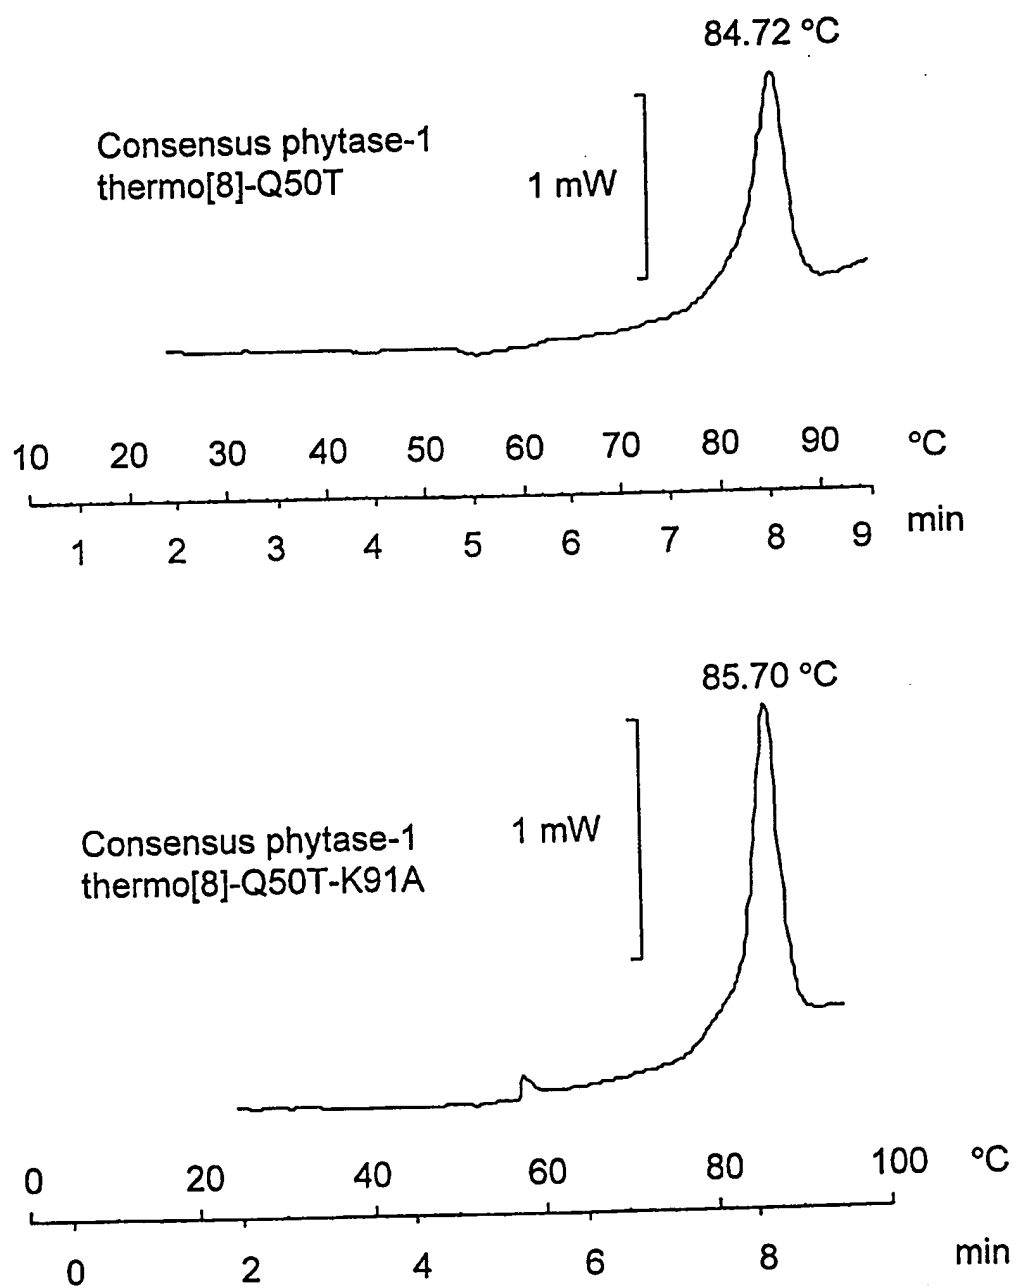 84.72 °C
Consensus phytase-1
thermo[8]-Q50T
1 mW
10 20 30 40 50 60 70 80 90 °C
1 2 3 4 5 6 7 8 9 min
85.70 °C
Consensus phytase-1
thermo[8]-Q50T-K91A
1 mW
0 20 40 60 80 100 °C
0 2 4 6 8 min